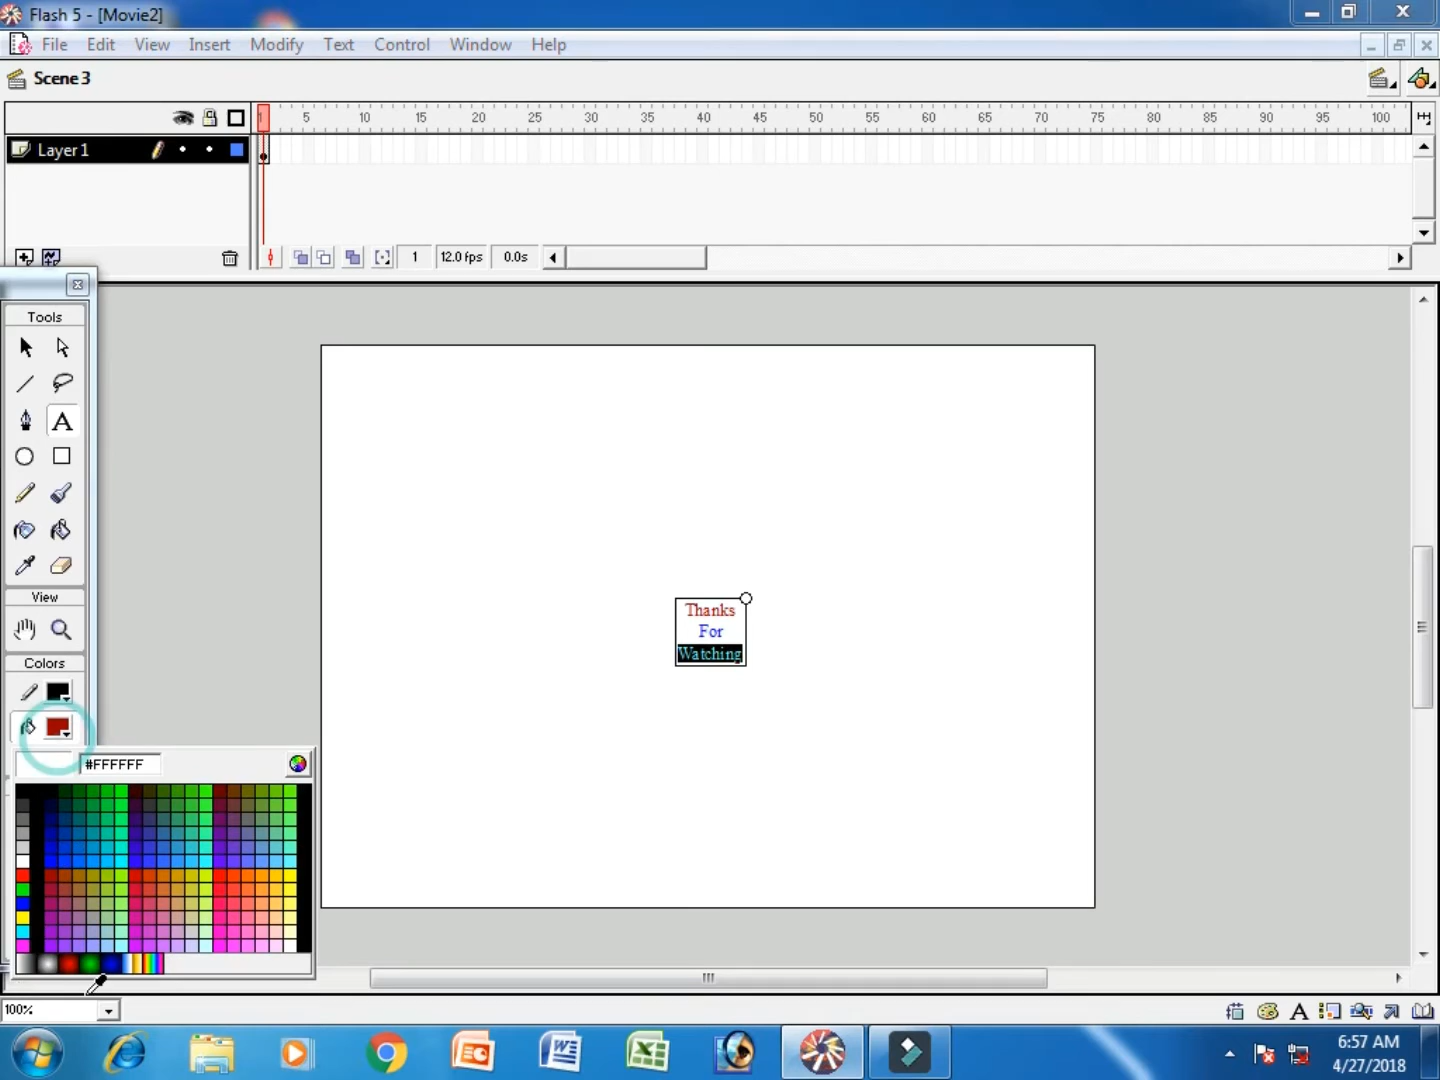 Flash 5 - [Movie2]
File Edit View Insert Modify Text Control Window Help
Scene 3
1 5 10 15 20 25 30 35 40 45 50 55 60 65 70 75 80 85 90 95 100
Layer 1
1 12.0 fps 0.0s
Tools
A
Thanks
For
Watching
View
Colors
#FFFFFF
100%
A
6:57 AM
4/27/2018